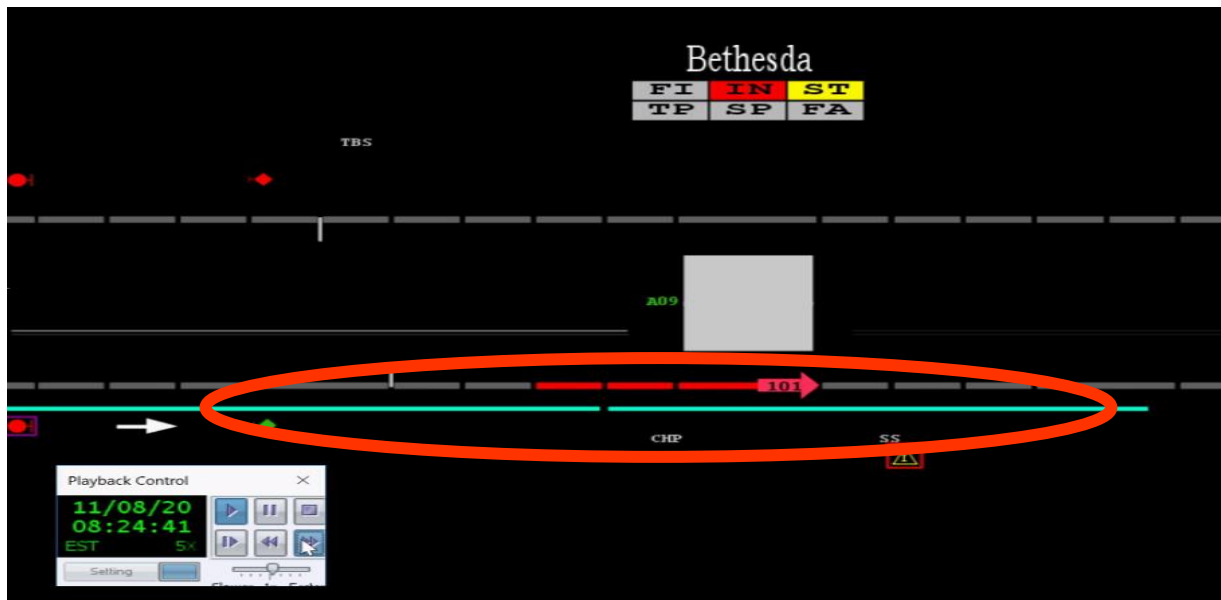 Bethesda
FI IN ST
TP SP FA
TBS
A09
101
CHP
SS
Playback Control
11/08/20
08:24:41
EST 5x
Setting